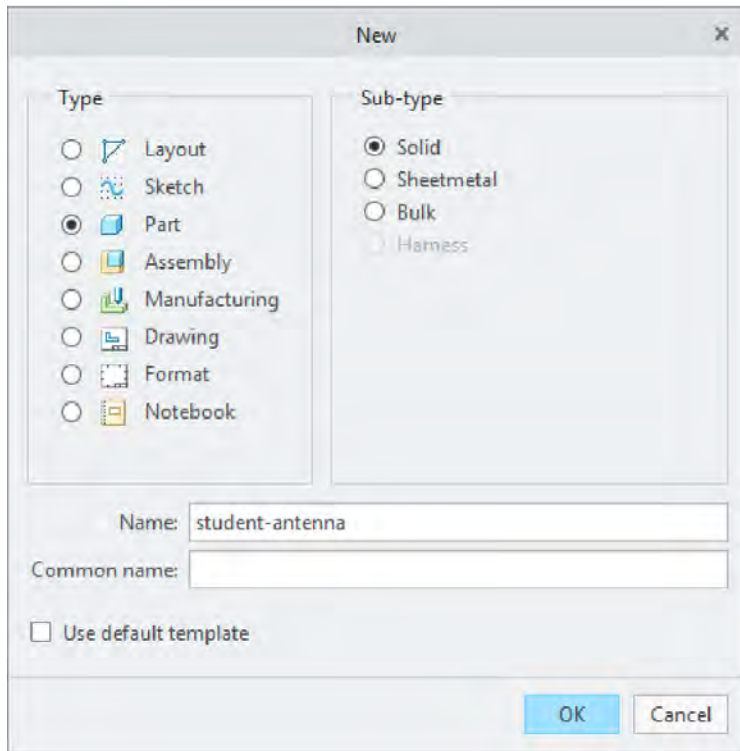 New
Type
Layout
Sketch
Part
Assembly
Manufacturing
Drawing
Format
Notebook
Sub-type
Solid
Sheetmetal
Bulk
Harness
Name: student-antenna
Common name:
Use default template
OK Cancel